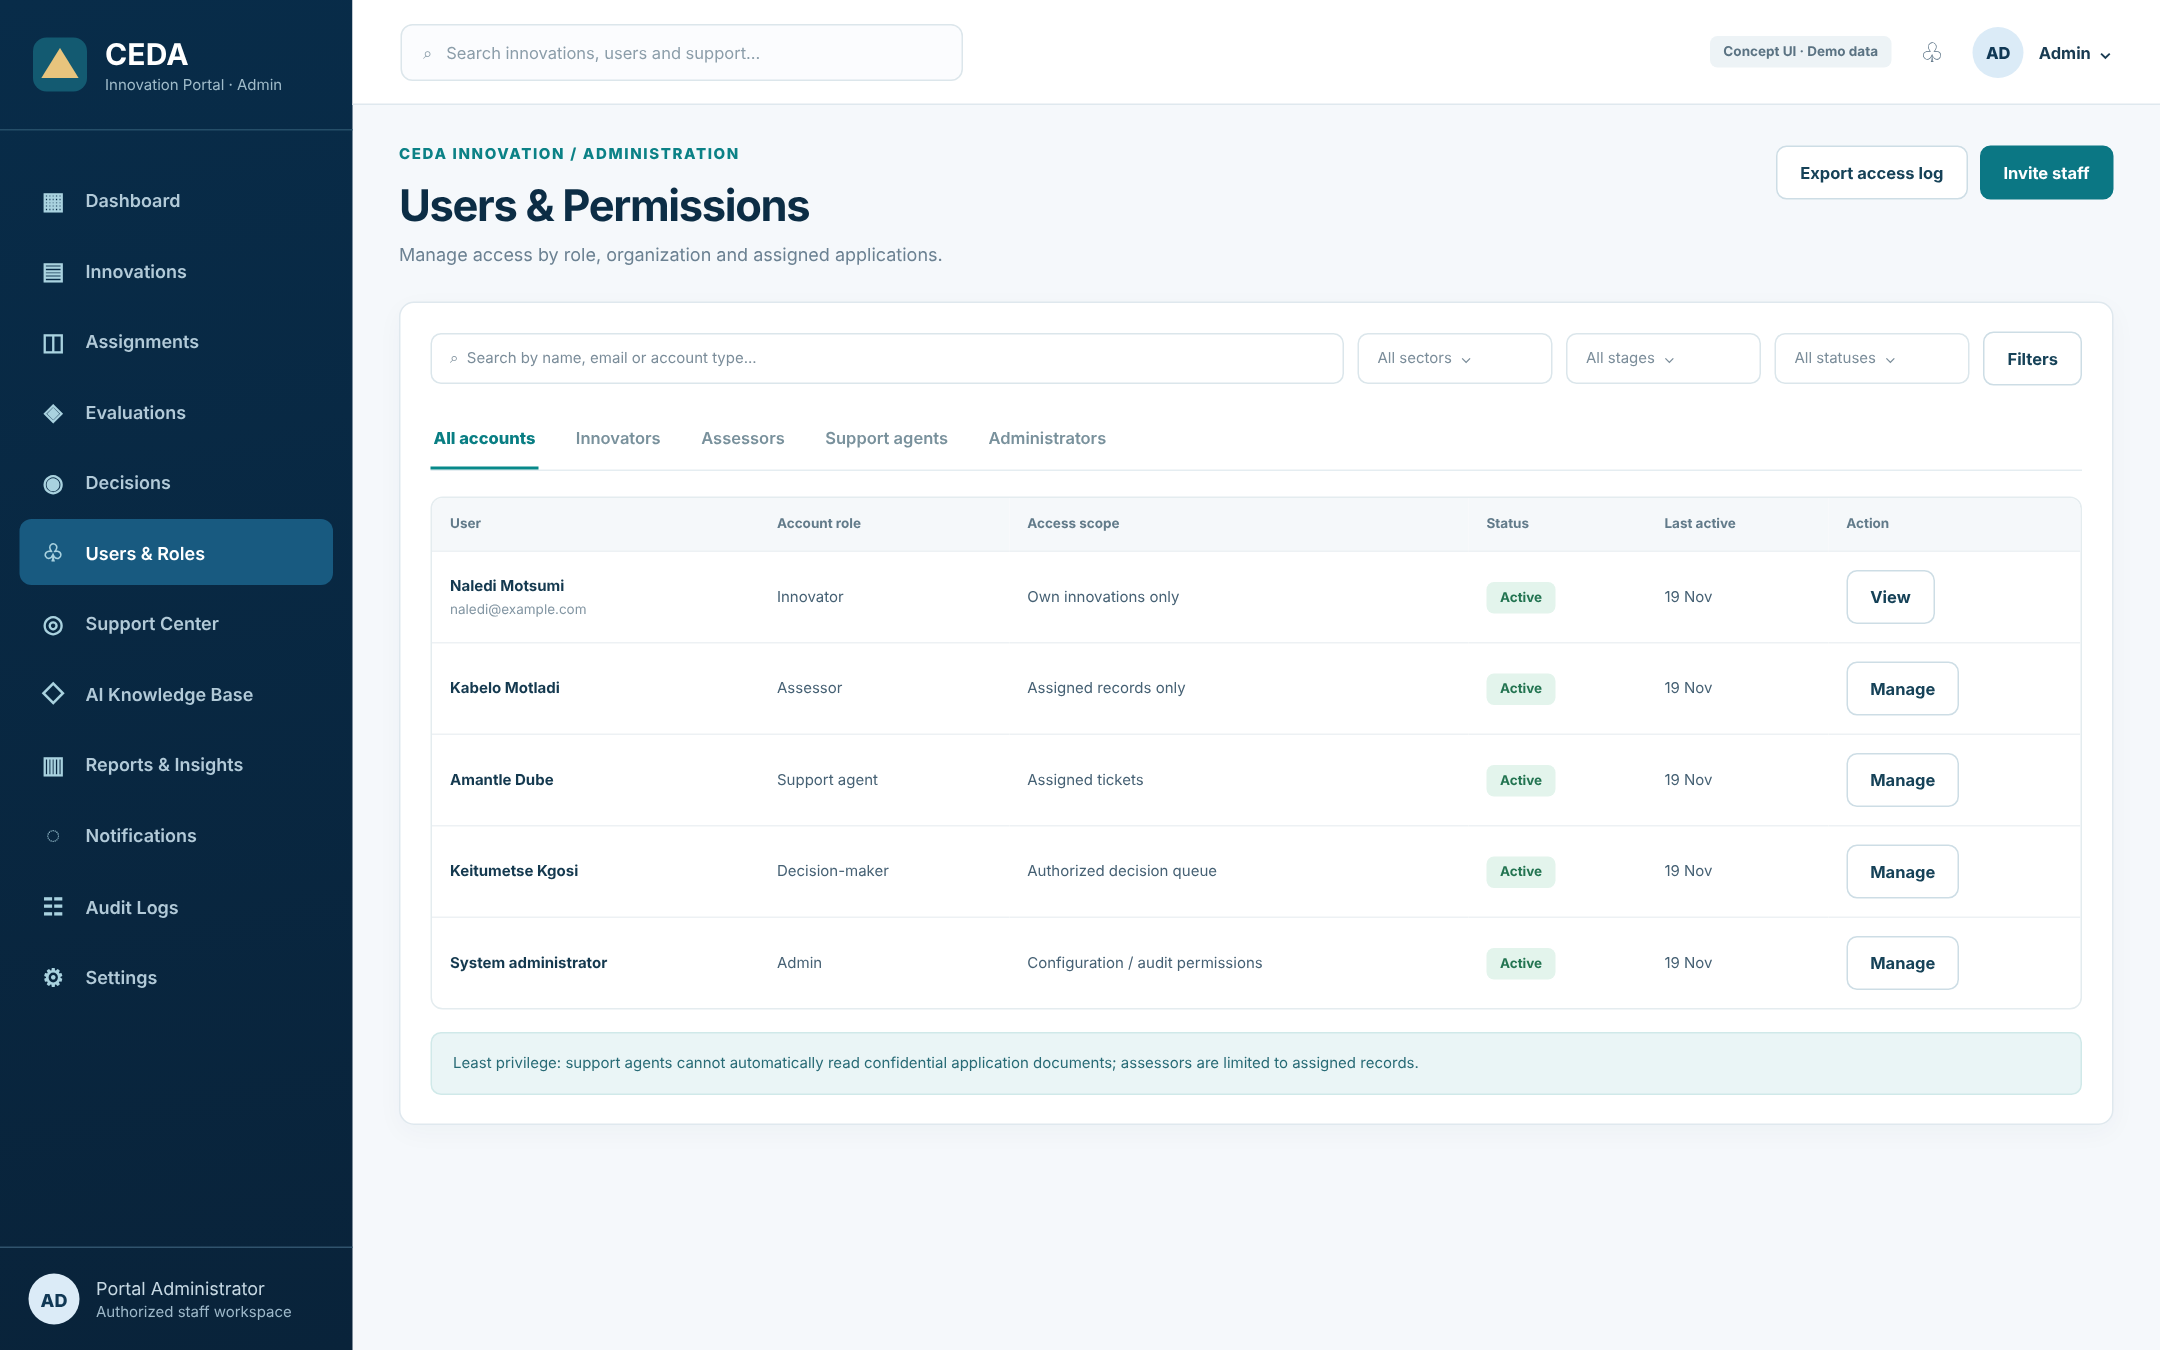 CEDA
Innovation Portal · Admin
Dashboard
Innovations
Assignments
Evaluations
Decisions
Users & Roles
Support Center
AI Knowledge Base
Reports & Insights
Notifications
Audit Logs
Settings
AD
Portal Administrator
Authorized staff workspace
Search innovations, users and support...
Concept UI · Demo data
AD
Admin
CEDA INNOVATION / ADMINISTRATION
Users & Permissions
Manage access by role, organization and assigned applications.
Export access log
Invite staff
Search by name, email or account type...
All sectors
All stages
All statuses
Filters
All accounts
Innovators
Assessors
Support agents
Administrators
User
Account role
Access scope
Status
Last active
Action
Naledi Motsumi
naledi@example.com
Innovator
Own innovations only
Active
19 Nov
View
Kabelo Motladi
Assessor
Assigned records only
Active
19 Nov
Manage
Amantle Dube
Support agent
Assigned tickets
Active
19 Nov
Manage
Keitumetse Kgosi
Decision-maker
Authorized decision queue
Active
19 Nov
Manage
System administrator
Admin
Configuration / audit permissions
Active
19 Nov
Manage
Least privilege: support agents cannot automatically read confidential application documents; assessors are limited to assigned records.